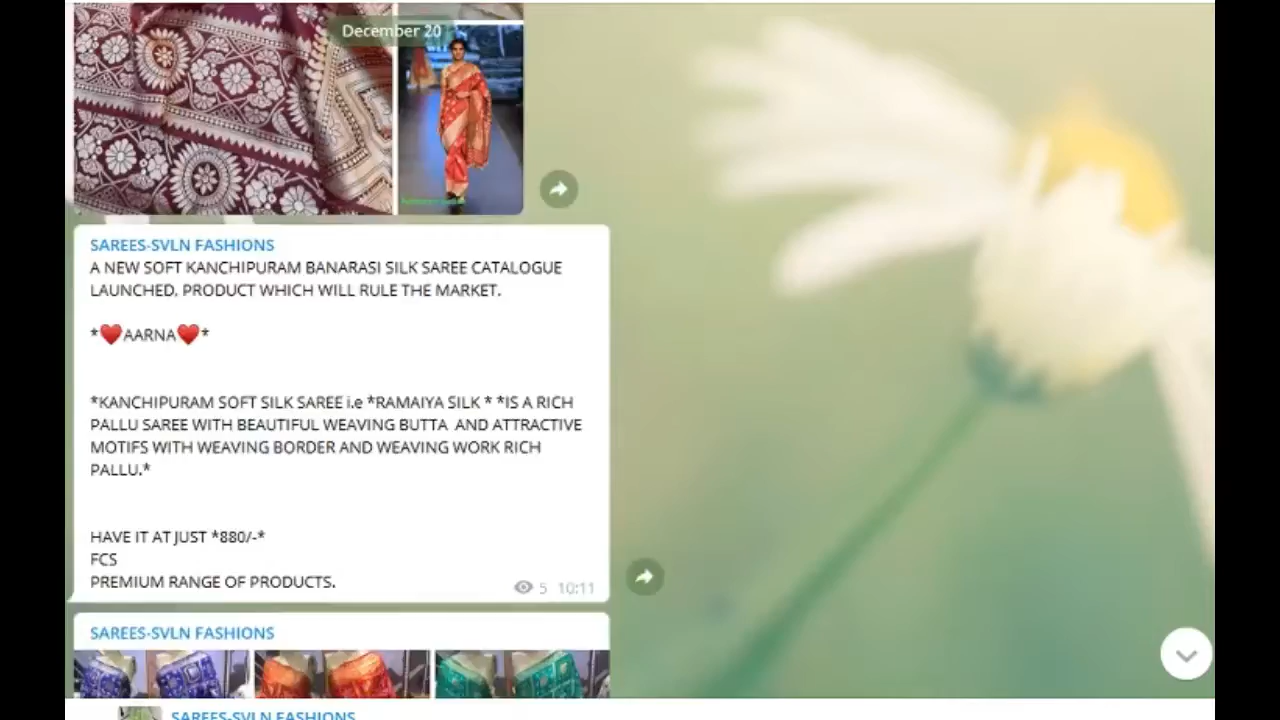 December 20
SAREES-SVLN FASHIONS
A NEW SOFT KANCHIPURAM BANARASI SILK SAREE CATALOGUE
LAUNCHED. PRODUCT WHICH WILL RULE THE MARKET.
*❤️AARNA❤️*
*KANCHIPURAM SOFT SILK SAREE i.e *RAMAIYA SILK * *IS A RICH
PALLU SAREE WITH BEAUTIFUL WEAVING BUTTA  AND ATTRACTIVE
MOTIFS WITH WEAVING BORDER AND WEAVING WORK RICH
PALLU.*
HAVE IT AT JUST *880/-*
FCS
PREMIUM RANGE OF PRODUCTS.
5 10:11
SAREES-SVLN FASHIONS
SAREES-SVLN FASHIONS